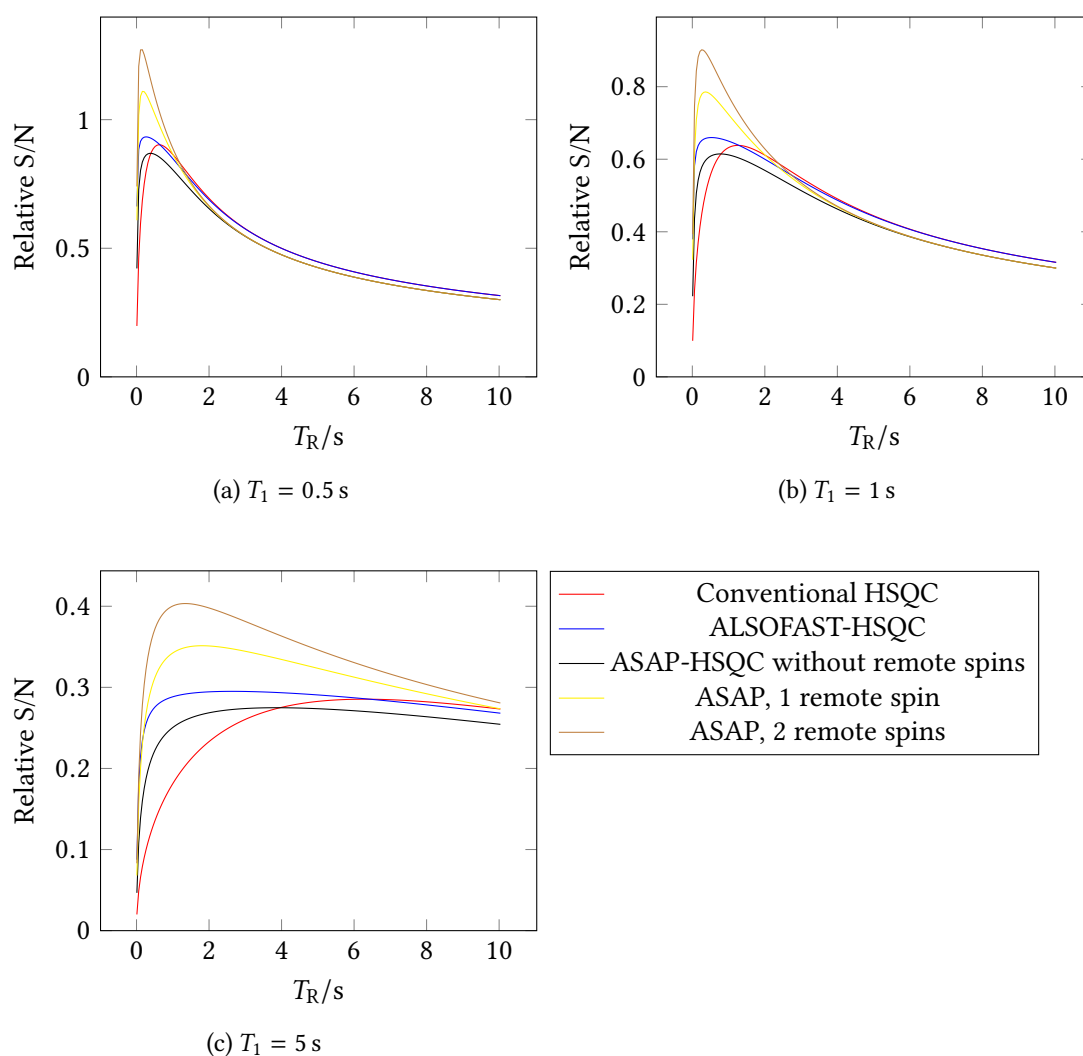 1
0.5
0
Relative S/N
0 2 4 6 8 10
T_R/s
(a) T_1 = 0.5 s
0.8
0.6
0.4
0.2
0
Relative S/N
0 2 4 6 8 10
T_R/s
(b) T_1 = 1 s
0.4
0.3
0.2
0.1
0
Relative S/N
0 2 4 6 8 10
T_R/s
(c) T_1 = 5 s
Conventional HSQC
ALSOFAST-HSQC
ASAP-HSQC without remote spins
ASAP, 1 remote spin
ASAP, 2 remote spins